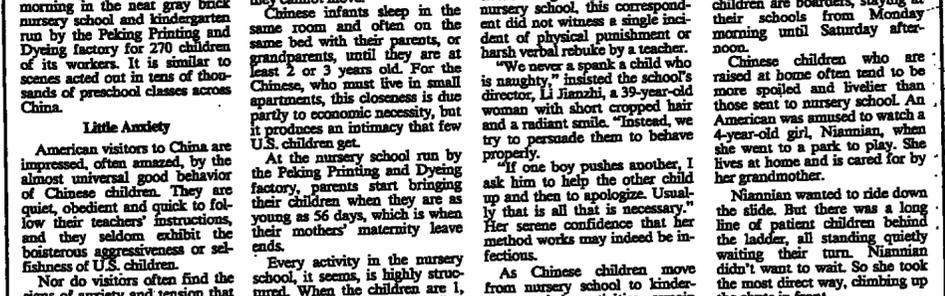 morning in the neat gray brick
nursery school and kindergarten
run by the Peking Printing and
Dyeing factory for 270 children
of its workers. It is similar to
scenes acted out in tens of thou-
sands of preschool classes across
China.
Little Anxiety
American visitors to China are
impressed, often amazed, by the
almost universal good behavior
of Chinese children. They are
quiet, obedient and quick to fol-
low their teachers' instructions,
and they seldom exhibit the
boisterous aggressiveness or sel-
fishness of U.S. children.
Nor do visitors often find the
signs of anxiety and tension that
they cannot move.
Chinese infants sleep in the
same room and often on the
same bed with their parents, or
grandparents, until they are at
least 2 or 3 years old. For the
Chinese, who must live in small
apartments, this closeness is due
partly to economic necessity, but
it produces an intimacy that few
U.S. children get.
At the nursery school run by
the Peking Printing and Dyeing
factory, parents start bringing
their children when they are as
young as 56 days, which is when
their mothers' maternity leave
ends.
Every activity in the nursery
school, it seems, is highly struc-
tured. When the children are 1,
nursery school, this correspond-
ent did not witness a single inci-
dent of physical punishment or
harsh verbal rebuke by a teacher.
"We never a spank a child who
is naughty," insisted the school's
director, Li Jianzhi, a 39-year-old
woman with short cropped hair
and a radiant smile. "Instead, we
try to persuade them to behave
properly.
"If one boy pushes another, I
ask him to help the other child
up and then to apologize. Usual-
ly that is all that is necessary."
Her serene confidence that her
method works may indeed be in-
fectious.
As Chinese children move
from nursery school to kinder-
children are boarders, staying at
their schools from Monday
morning until Saturday after-
noon.
Chinese children who are
raised at home often tend to be
more spoiled and livelier than
those sent to nursery school. An
American was amused to watch a
4-year-old girl, Niannian, when
she went to a park to play. She
lives at home and is cared for by
her grandmother.
Niannian wanted to ride down
the slide. But there was a long
line of patient children behind
the ladder, all standing quietly
waiting their turn. Niannian
didn't want to wait. So she took
the most direct way, climbing up